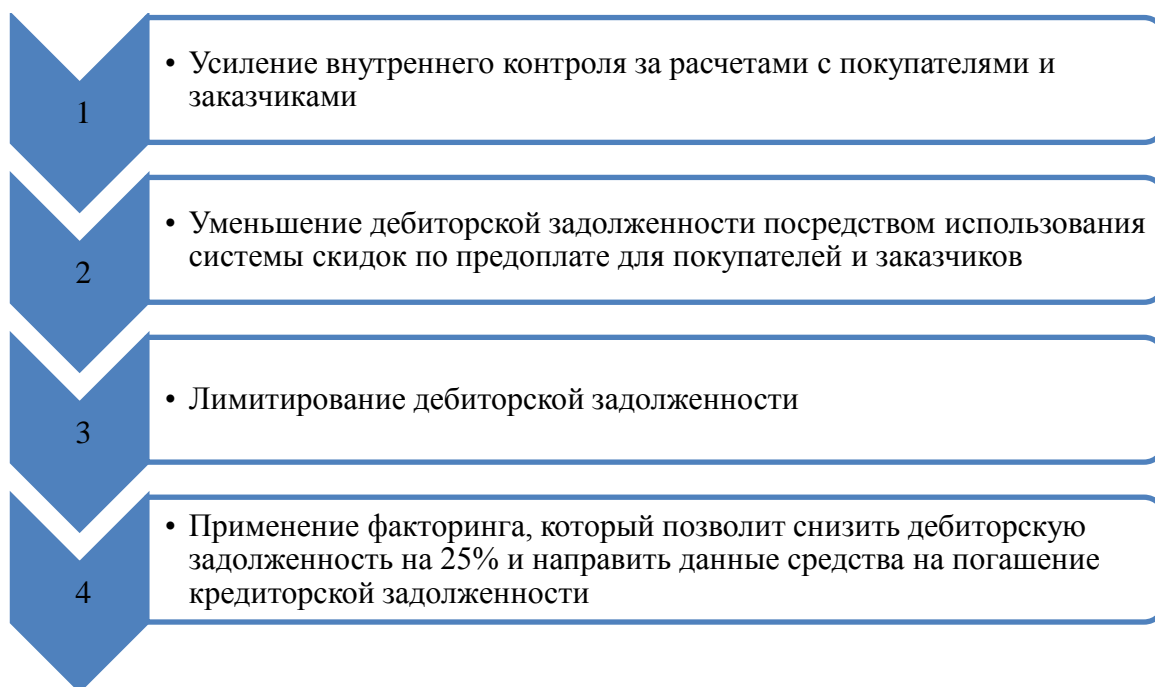 1
• Усиление внутреннего контроля за расчетами с покупателями и
заказчиками
2
• Уменьшение дебиторской задолженности посредством использования
системы скидок по предоплате для покупателей и заказчиков
3
• Лимитирование дебиторской задолженности
4
• Применение факторинга, который позволит снизить дебиторскую
задолженность на 25% и направить данные средства на погашение
кредиторской задолженности